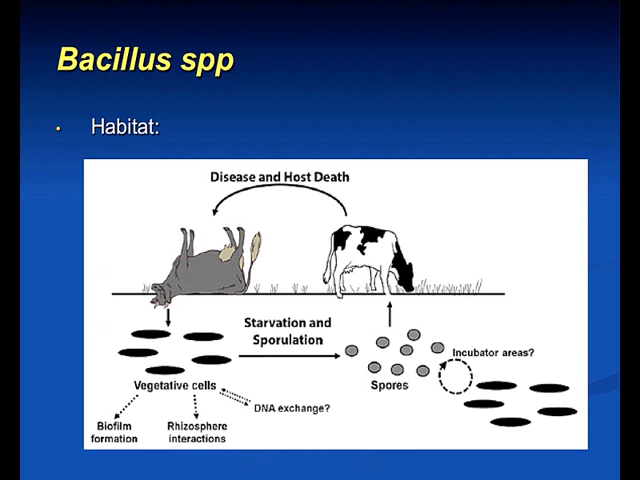 Bacillus spp
• Habitat:
Disease and Host Death
Starvation and
Sporulation
Incubator areas?
Vegetative cells
Spores
DNA exchange?
Biofilm
formation
Rhizosphere
interactions